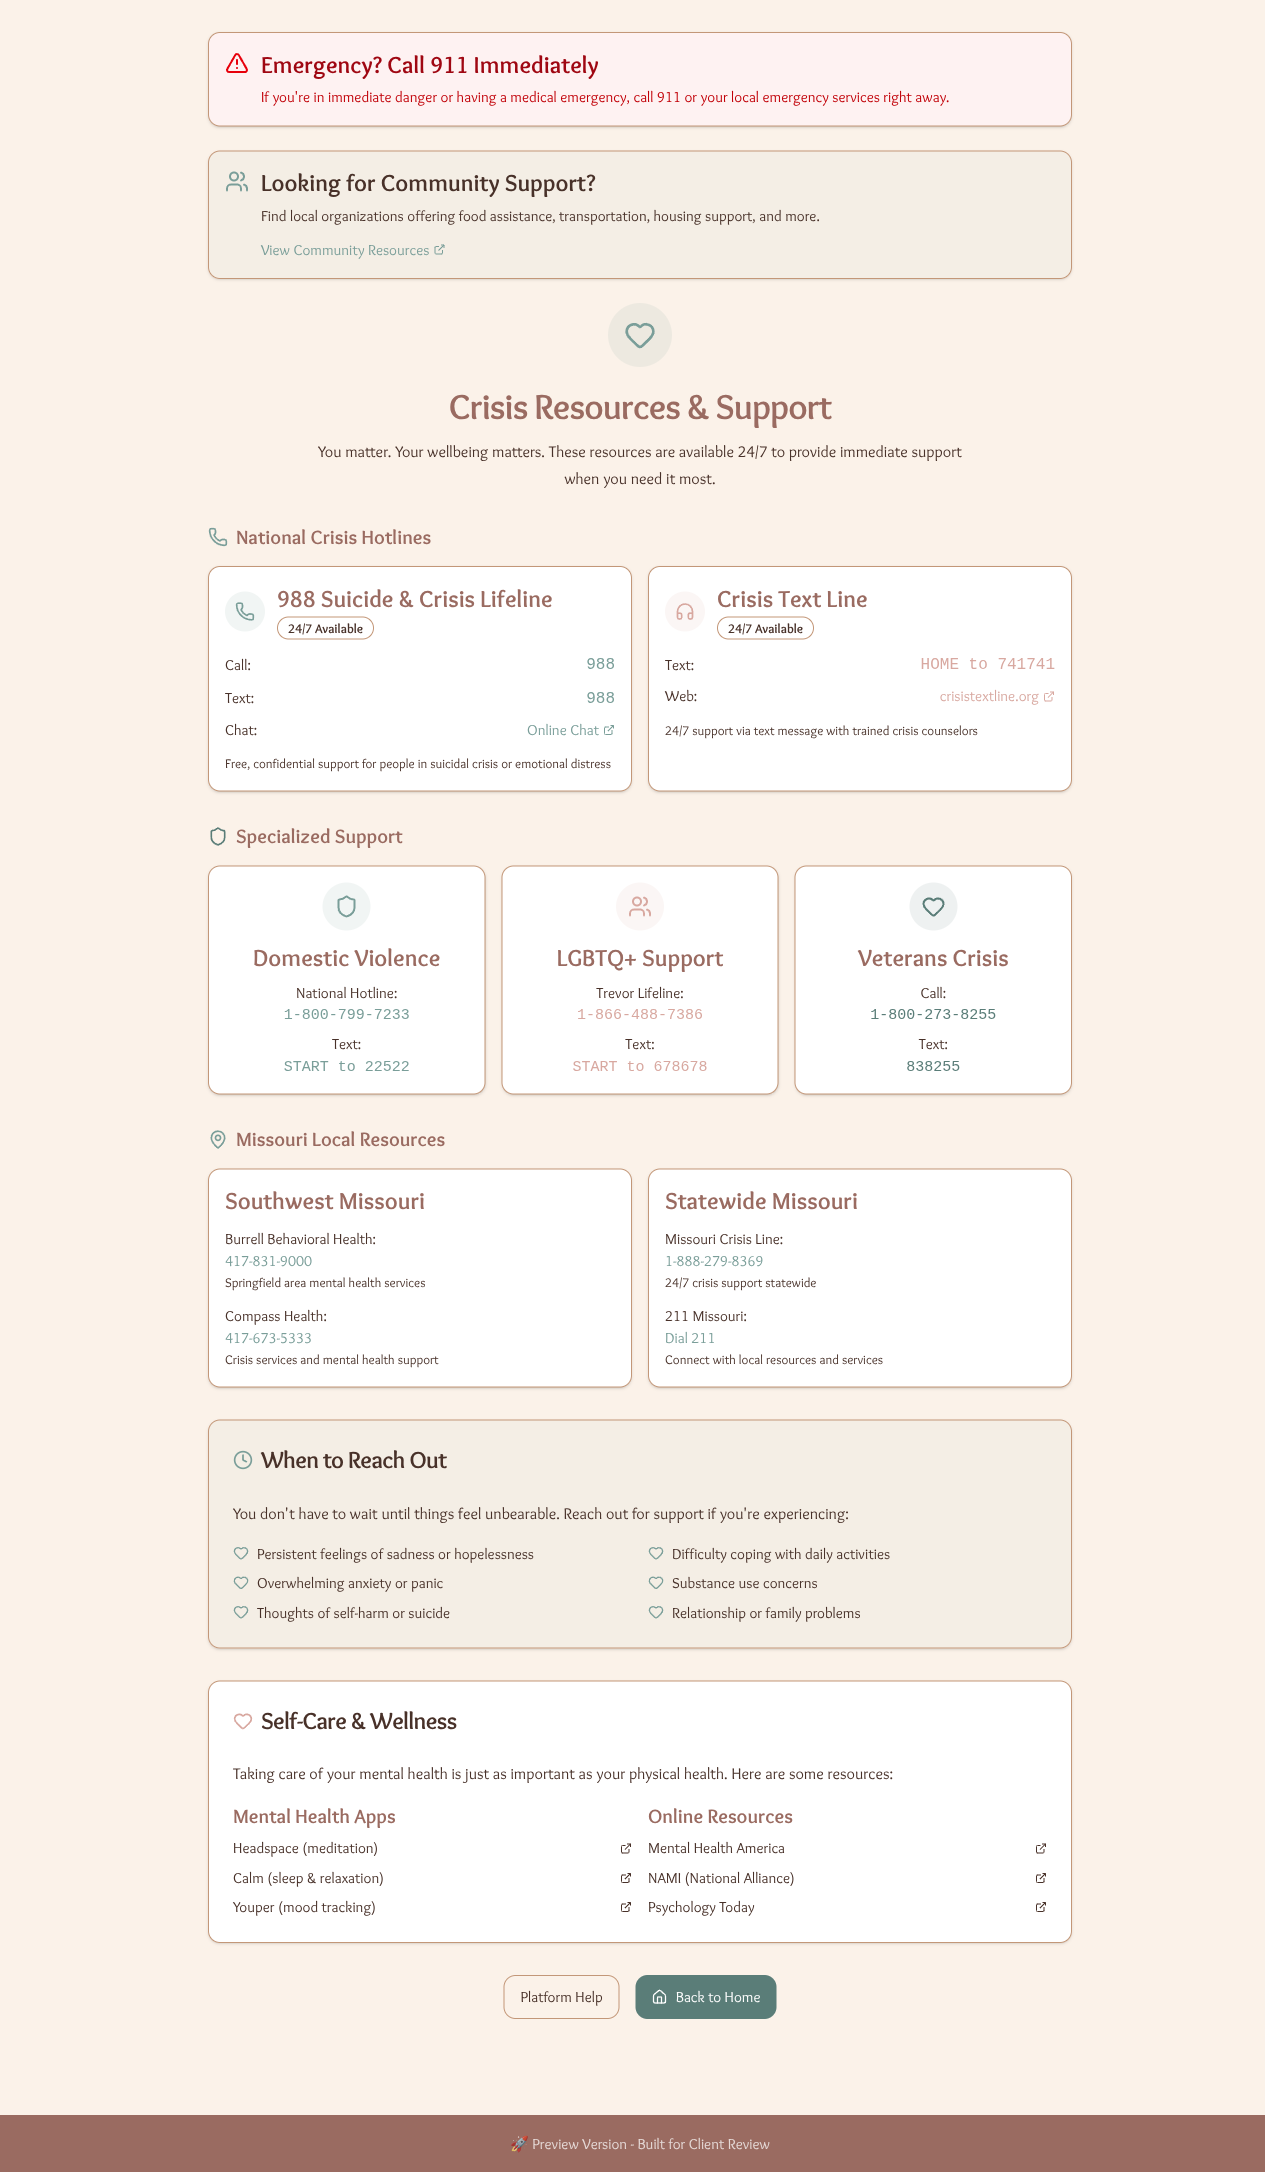 Emergency? Call 911 Immediately
If you're in immediate danger or having a medical emergency, call 911 or your local emergency services right away.
Looking for Community Support?
Find local organizations offering food assistance, transportation, housing support, and more.
View Community Resources
Crisis Resources & Support
You matter. Your wellbeing matters. These resources are available 24/7 to provide immediate support
when you need it most.
National Crisis Hotlines
988 Suicide & Crisis Lifeline
24/7 Available
Call:
988
Text:
988
Chat:
Online Chat
Free, confidential support for people in suicidal crisis or emotional distress
Crisis Text Line
24/7 Available
Text:
HOME to 741741
Web:
crisistextline.org
24/7 support via text message with trained crisis counselors
Specialized Support
Domestic Violence
National Hotline:
1-800-799-7233
Text:
START to 22522
LGBTQ+ Support
Trevor Lifeline:
1-866-488-7386
Text:
START to 678678
Veterans Crisis
Call:
1-800-273-8255
Text:
838255
Missouri Local Resources
Southwest Missouri
Burrell Behavioral Health:
417-831-9000
Springfield area mental health services
Compass Health:
417-673-5333
Crisis services and mental health support
Statewide Missouri
Missouri Crisis Line:
1-888-279-8369
24/7 crisis support statewide
211 Missouri:
Dial 211
Connect with local resources and services
When to Reach Out
You don't have to wait until things feel unbearable. Reach out for support if you're experiencing:
Persistent feelings of sadness or hopelessness
Overwhelming anxiety or panic
Thoughts of self-harm or suicide
Difficulty coping with daily activities
Substance use concerns
Relationship or family problems
Self-Care & Wellness
Taking care of your mental health is just as important as your physical health. Here are some resources:
Mental Health Apps
Headspace (meditation)
Calm (sleep & relaxation)
Youper (mood tracking)
Online Resources
Mental Health America
NAMI (National Alliance)
Psychology Today
Platform Help
Back to Home
🚀 Preview Version - Built for Client Review